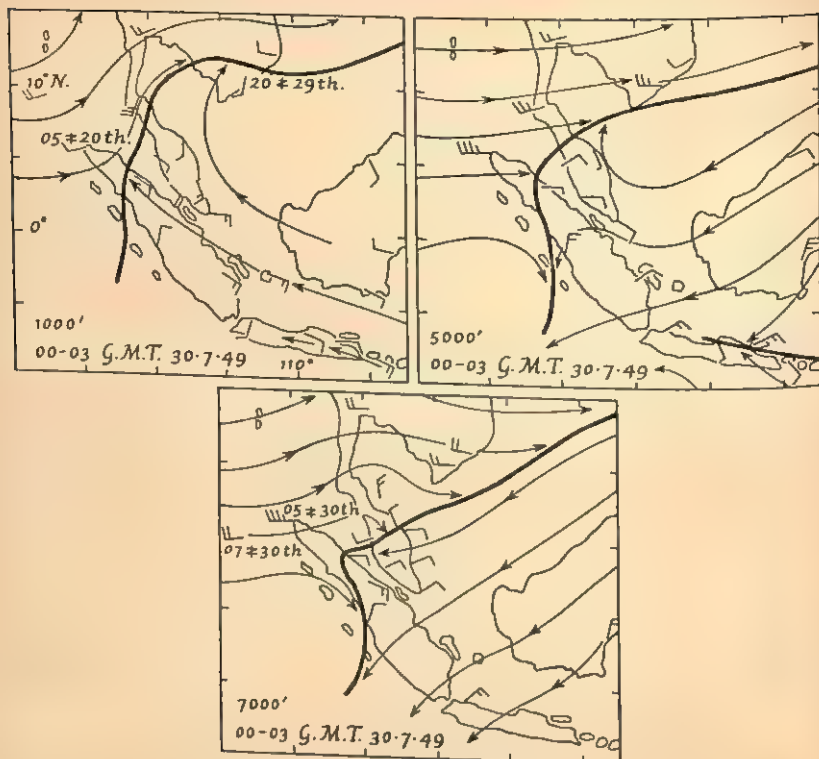 10°N.
20 ‡ 29th.
05 ‡ 20th.
0°
1000'
00-03 G.M.T. 30·7·49
110°
5000'
00-03 G.M.T. 30·7·49
05 ‡ 30th
07 ‡ 30th
7000'
00-03 G.M.T. 30·7·49